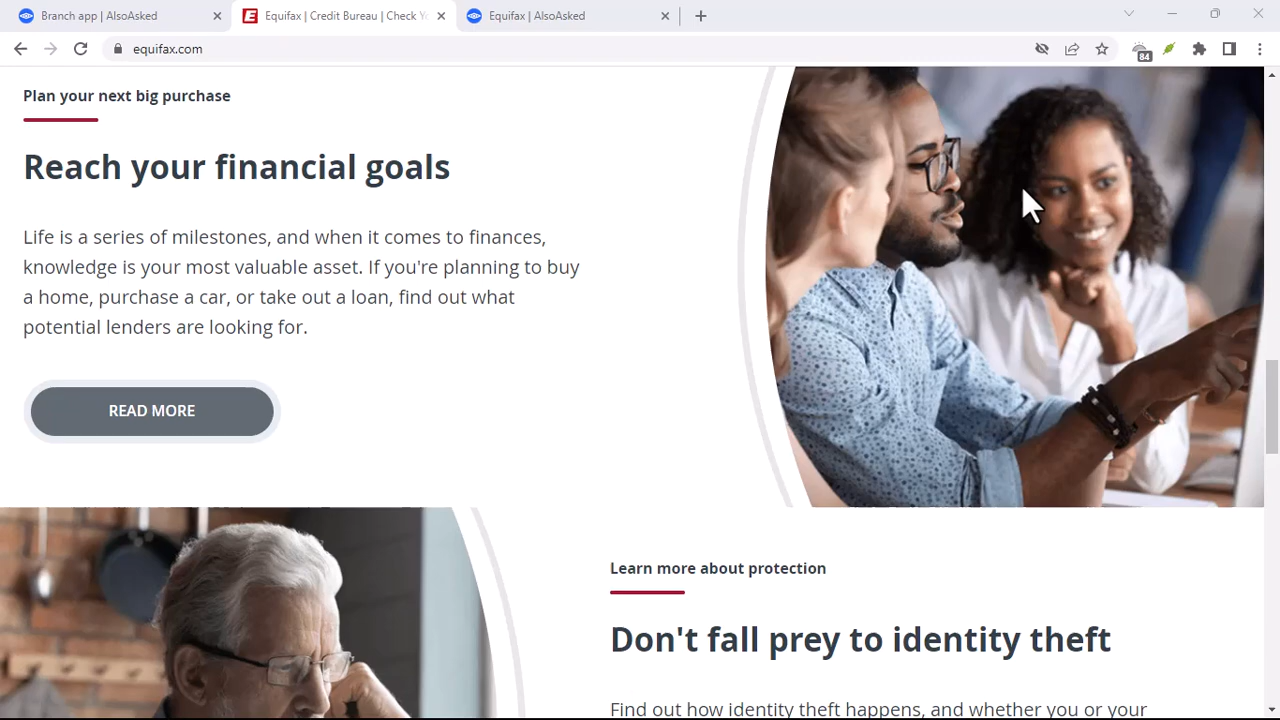 Branch app | AlsoAsked
Equifax | Credit Bureau | Check Y
Equifax | AlsoAsked
equifax.com
84
Plan your next big purchase
Reach your financial goals
Life is a series of milestones, and when it comes to finances,
knowledge is your most valuable asset. If you're planning to buy
a home, purchase a car, or take out a loan, find out what
potential lenders are looking for.
READ MORE
Learn more about protection
Don't fall prey to identity theft
Find out how identity theft happens, and whether you or your